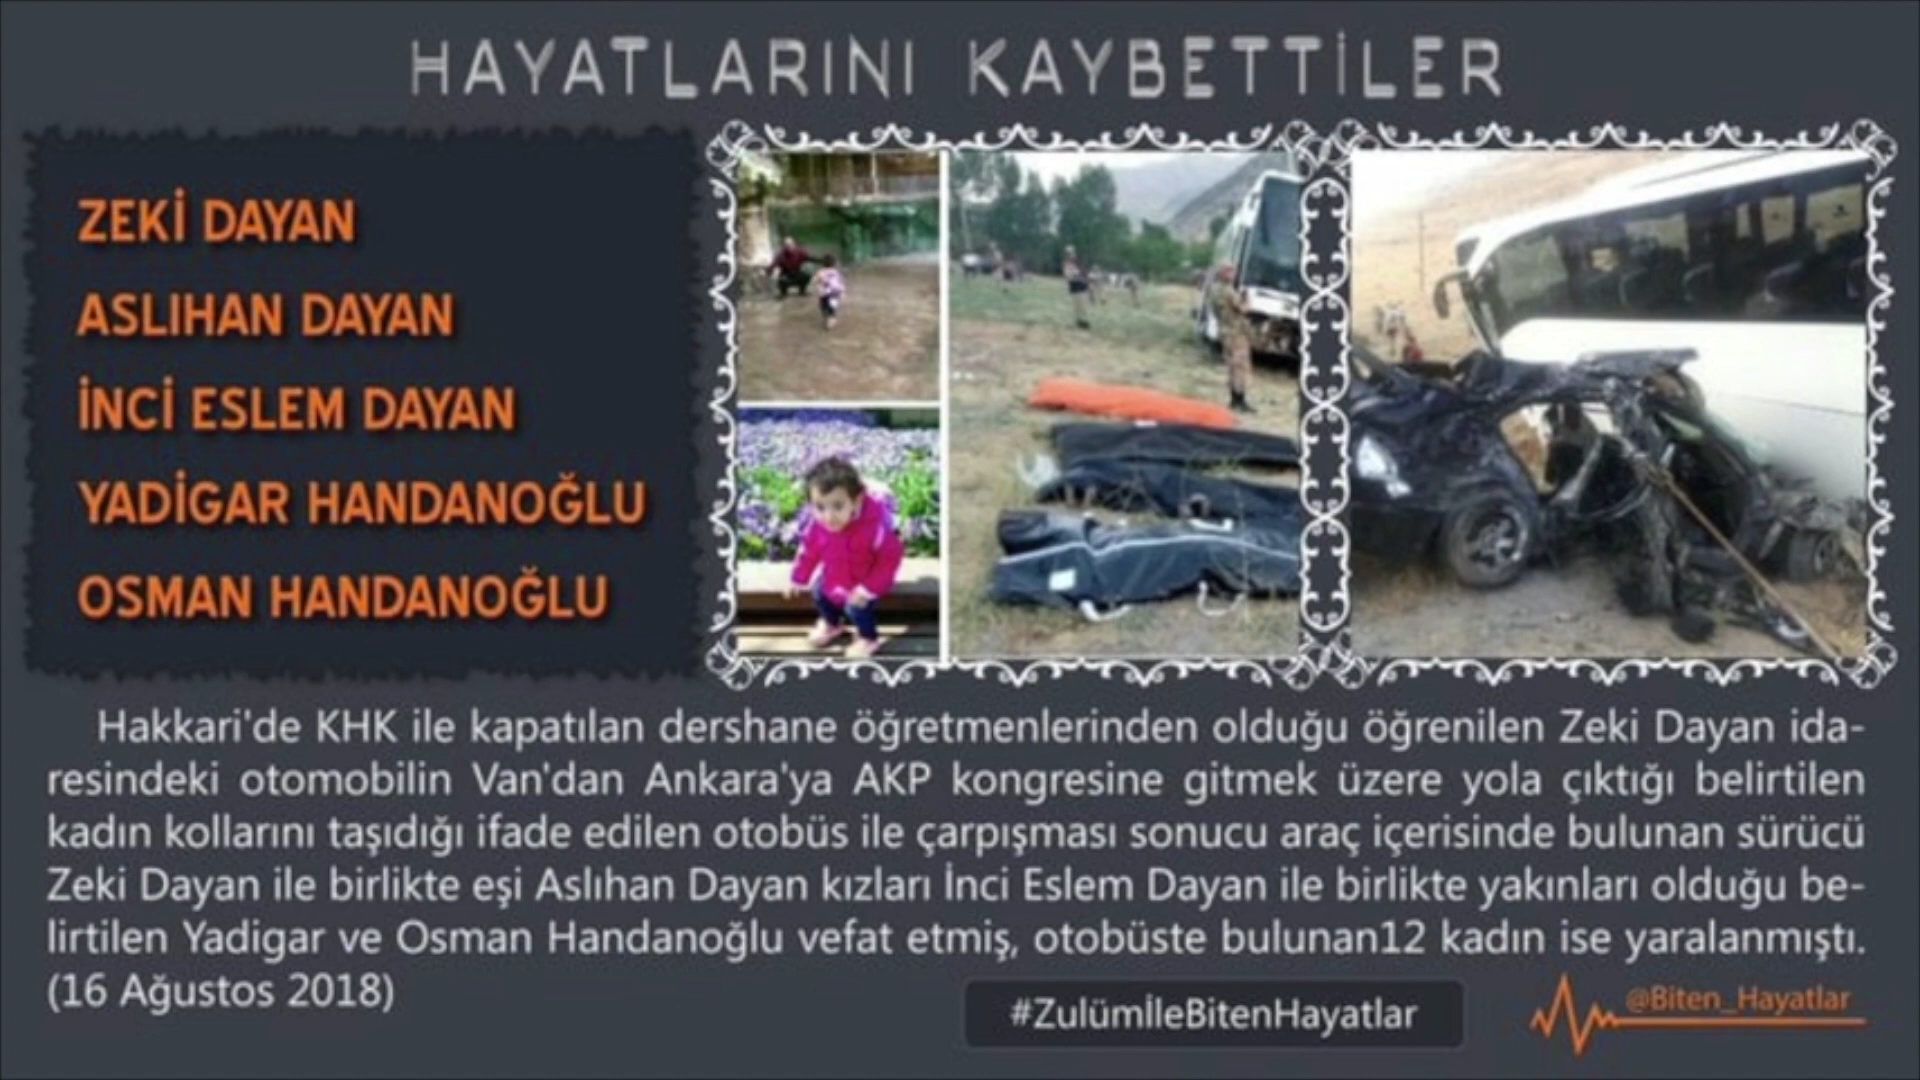 HAYATLARINI KAYBETTİLER
ZEKİ DAYAN
ASLIHAN DAYAN
İNCİ ESLEM DAYAN
YADİGAR HANDANOĞLU
OSMAN HANDANOĞLU
Hakkari'de KHK ile kapatılan dershane öğretmenlerinden olduğu öğrenilen Zeki Dayan ida-
resindeki otomobilin Van'dan Ankara'ya AKP kongresine gitmek üzere yola çıktığı belirtilen
kadın kollarını taşıdığı ifade edilen otobüs ile çarpışması sonucu araç içerisinde bulunan sürücü
Zeki Dayan ile birlikte eşi Aslıhan Dayan kızları İnci Eslem Dayan ile birlikte yakınları olduğu be-
lirtilen Yadigar ve Osman Handanoğlu vefat etmiş, otobüste bulunan12 kadın ise yaralanmıştı.
(16 Ağustos 2018)
#ZulümİleBitenHayatlar
@Biten_Hayatlar